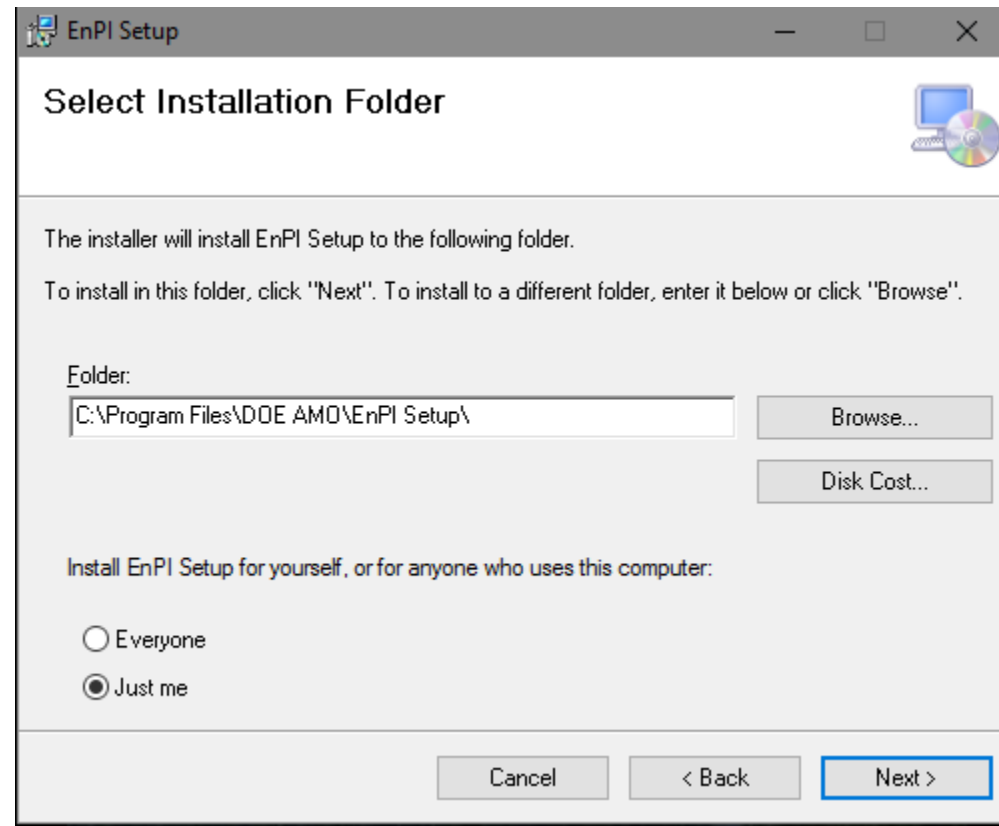 EnPI Setup
Select Installation Folder
The installer will install EnPI Setup to the following folder.
To install in this folder, click "Next". To install to a different folder, enter it below or click "Browse".
Folder:
C:\Program Files\DOE AMO\EnPI Setup\
Browse...
Disk Cost...
Install EnPI Setup for yourself, or for anyone who uses this computer:
Everyone
Just me
Cancel
< Back
Next >